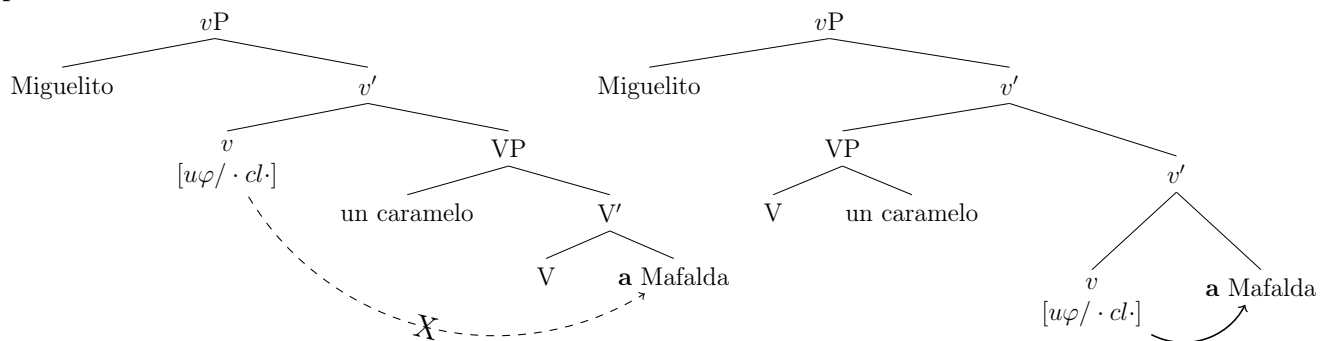 vP vP
Miguelito v′ Miguelito v′
v VP VP v′
[uφ/ · cl·]
un caramelo V′ V un caramelo
V a Mafalda v a Mafalda
[uφ/ · cl·]
X